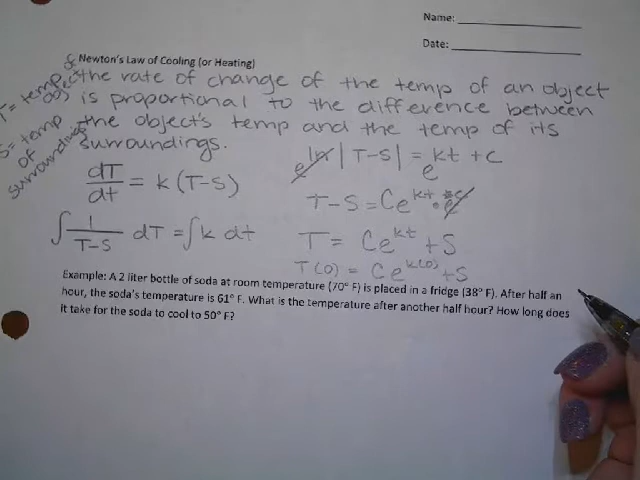 Name:
Date:
Newton's Law of Cooling (or Heating)
the rate of change of the temp of an object
is proportional to the difference between
the object's temp and the temp of its
surroundings.
T = temp of object
S = temp of surroundings
dT/dt = k (T-S)
∫ 1/(T-S) dT = ∫ k dt
e^ln |T-S| = e^kt + c
T-S = Ce^kt
T = Ce^kt + S
T(0) = Ce^k(0) + S
Example: A 2 liter bottle of soda at room temperature (70° F) is placed in a fridge (38° F). After half an
hour, the soda's temperature is 61° F. What is the temperature after another half hour? How long does
it take for the soda to cool to 50° F?